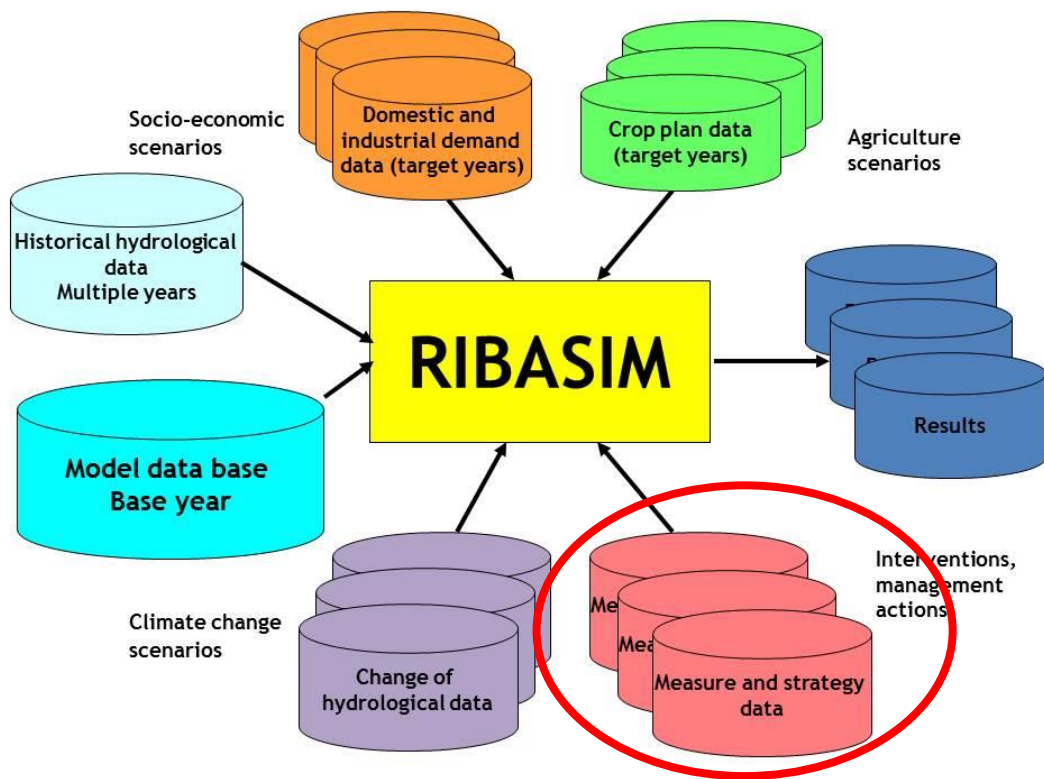 Socio-economic
scenarios
Domestic and
industrial demand
data (target years)
Crop plan data
(target years)
Agriculture
scenarios
Historical hydrological
data
Multiple years
RIBASIM
Results
Model data base
Base year
Climate change
scenarios
Change of
hydrological data
Interventions,
management
actions
Measure and strategy
data